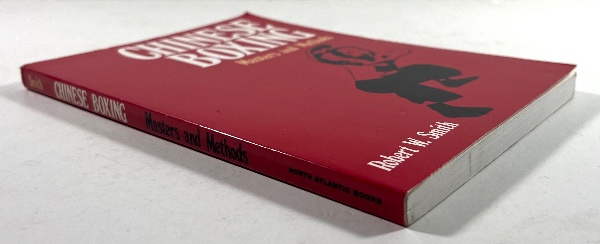 CHINESE
BOXING
Masters and Methods
Robert W. Smith
Smith CHINESE BOXING Masters and Methods NORTH ATLANTIC BOOKS